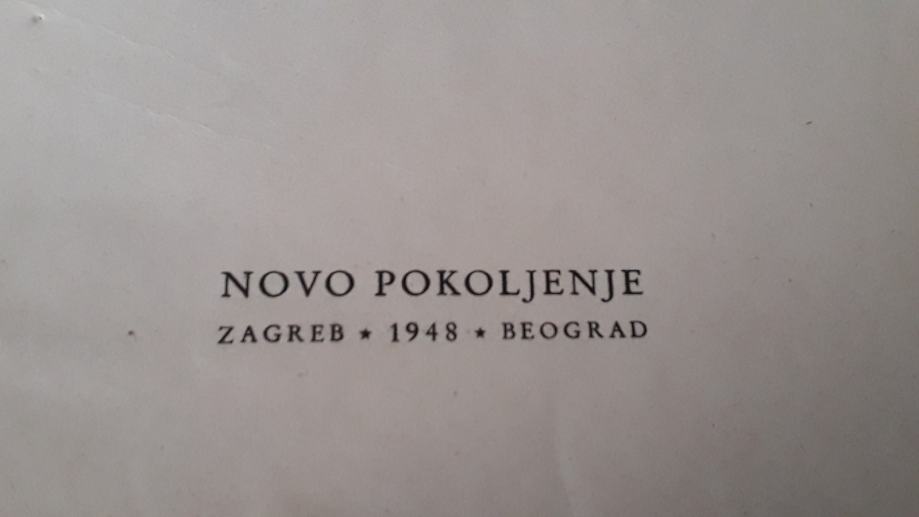 NOVO POKOLJENJE
ZAGREB ★ 1948 ★ BEOGRAD